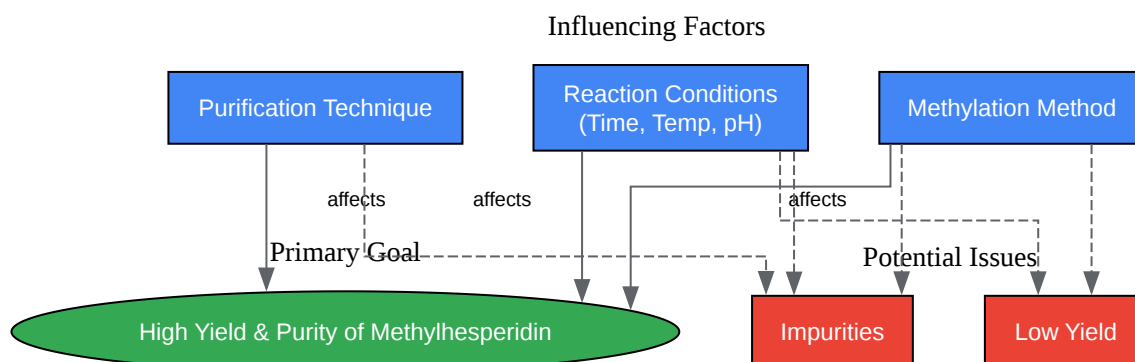 Influencing Factors
Purification Technique
Reaction Conditions
(Time, Temp, pH)
Methylation Method
affects
affects
affects
Primary Goal
Potential Issues
High Yield & Purity of Methylhesperidin
Impurities
Low Yield